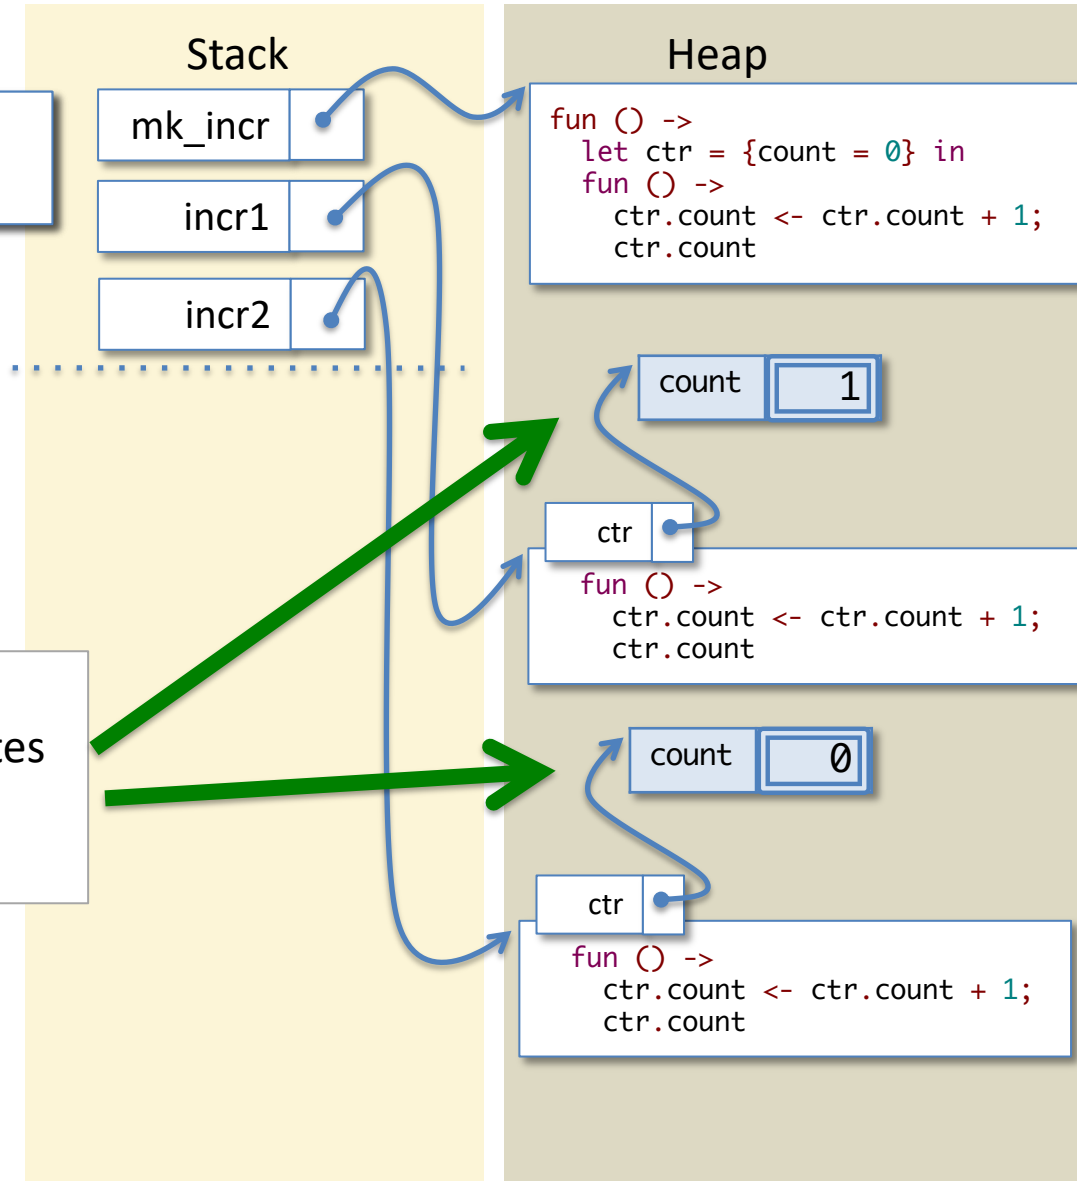 Stack
Heap
mk_incr
incr1
incr2
fun () ->
  let ctr = {count = 0} in
  fun () ->
    ctr.count <- ctr.count + 1;
    ctr.count
count 1
ctr
fun () ->
  ctr.count <- ctr.count + 1;
  ctr.count
count 0
ctr
fun () ->
  ctr.count <- ctr.count + 1;
  ctr.count